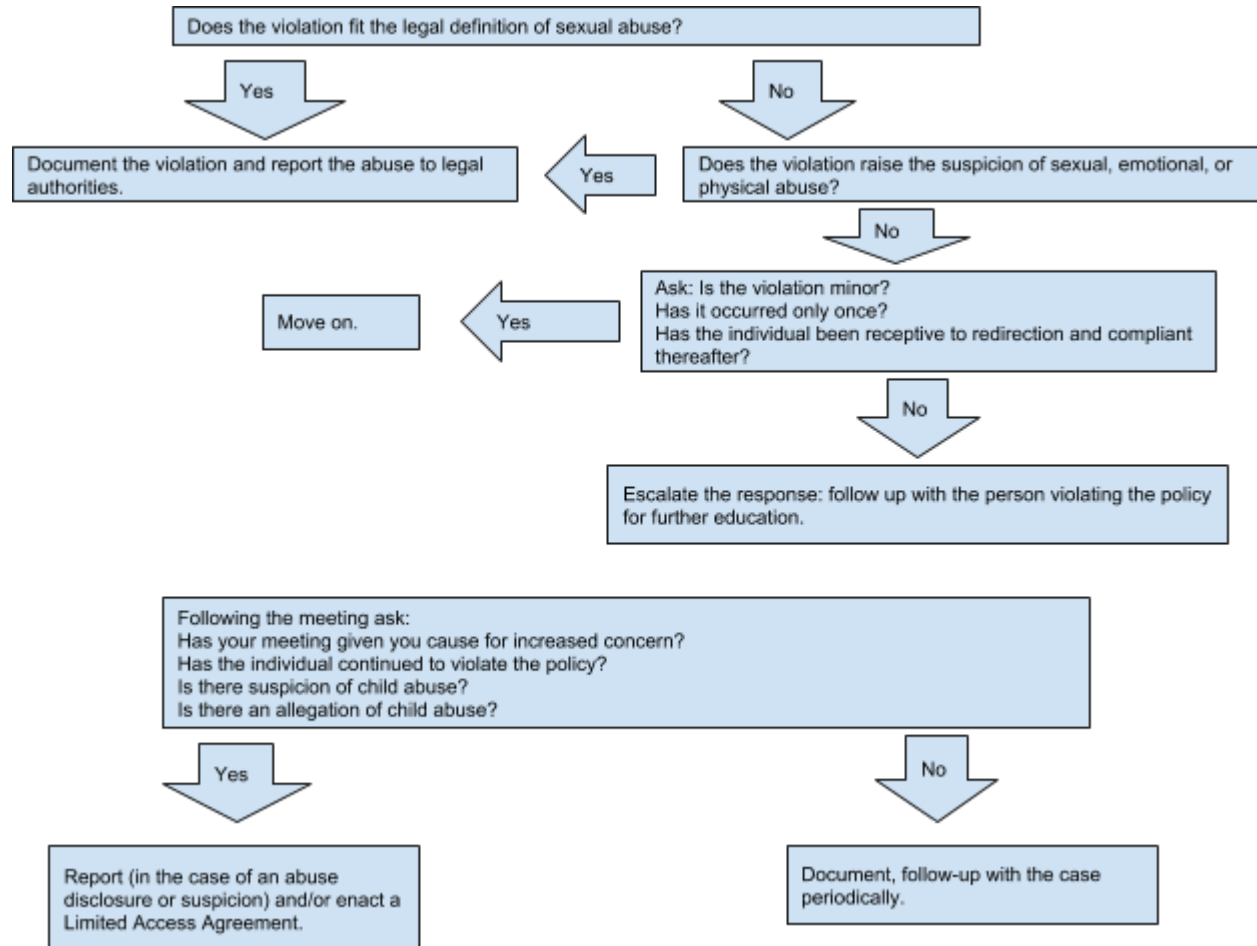 Does the violation fit the legal definition of sexual abuse?
Yes
No
Document the violation and report the abuse to legal
authorities.
Yes
Does the violation raise the suspicion of sexual, emotional, or
physical abuse?
No
Ask: Is the violation minor?
Has it occurred only once?
Has the individual been receptive to redirection and compliant
thereafter?
Yes
Move on.
No
Escalate the response: follow up with the person violating the policy
for further education.
Following the meeting ask:
Has your meeting given you cause for increased concern?
Has the individual continued to violate the policy?
Is there suspicion of child abuse?
Is there an allegation of child abuse?
Yes
No
Report (in the case of an abuse
disclosure or suspicion) and/or enact a
Limited Access Agreement.
Document, follow-up with the case
periodically.